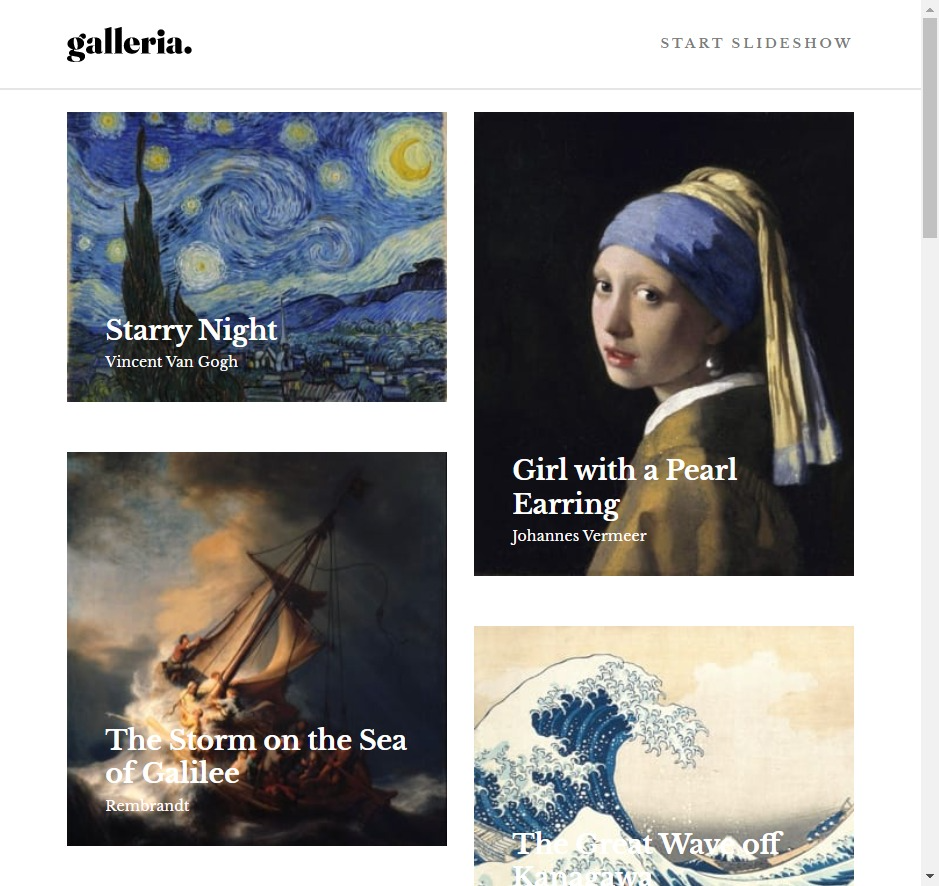 galleria.
START SLIDESHOW
Starry Night
Vincent Van Gogh
Girl with a Pearl
Earring
Johannes Vermeer
The Storm on the Sea
of Galilee
Rembrandt
The Great Wave off
Kanagawa